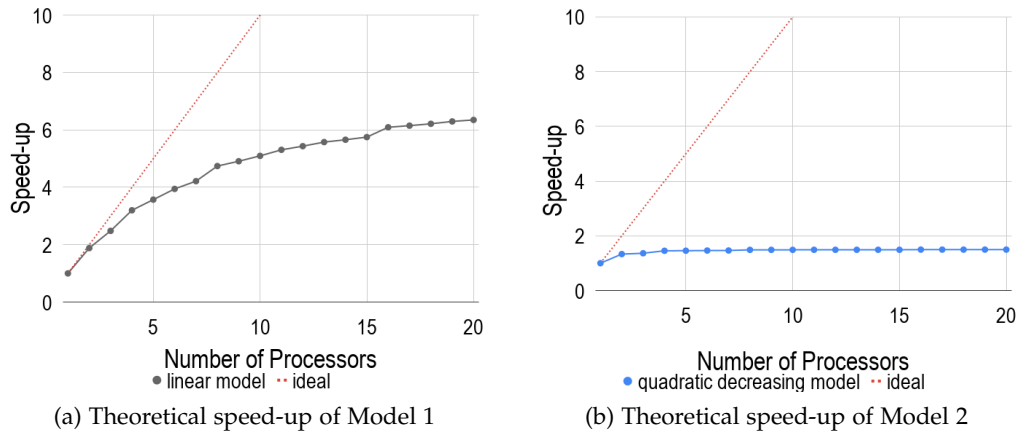 10
8
6
4
2
0
Speed-up
5
10
15
20
Number of Processors
linear model
ideal
(a) Theoretical speed-up of Model 1
10
8
6
4
2
0
Speed-up
5
10
15
20
Number of Processors
quadratic decreasing model
ideal
(b) Theoretical speed-up of Model 2